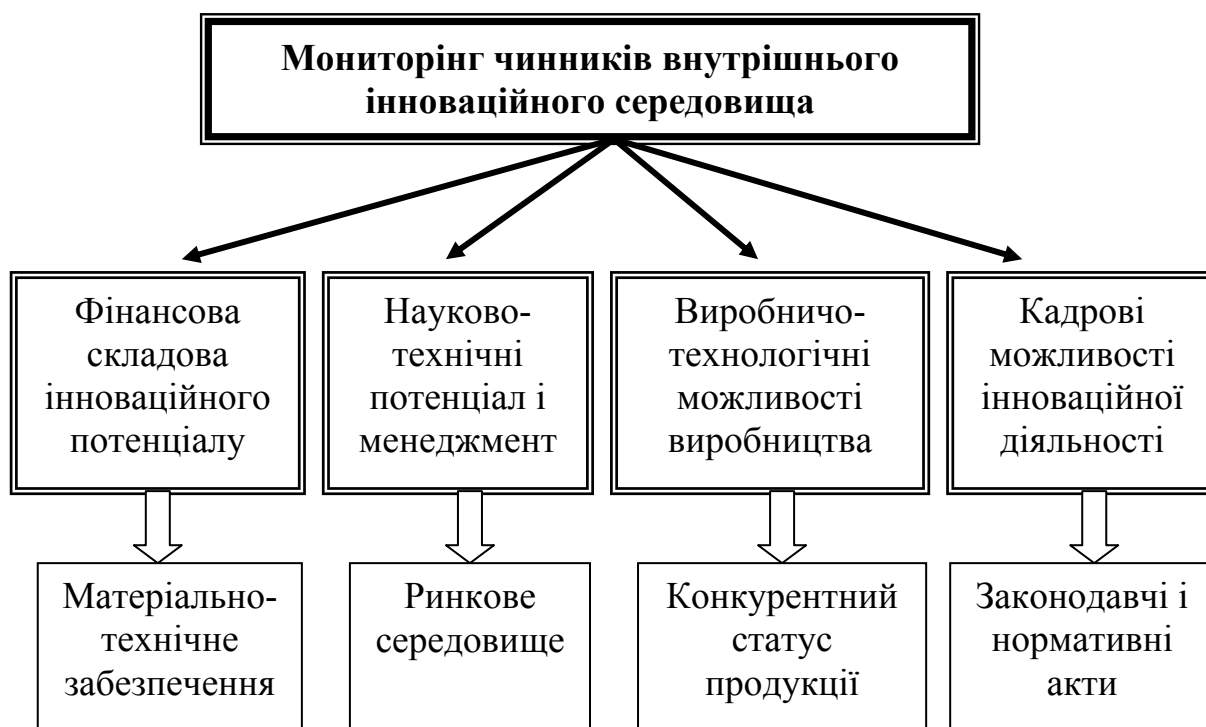 Мониторінг чинників внутрішнього
інноваційного середовища
Фінансова
складова
інноваційного
потенціалу
Науково-
технічні
потенціал і
менеджмент
Виробничо-
технологічні
можливості
виробництва
Кадрові
можливості
інноваційної
діяльності
Матеріально-
технічне
забезпечення
Ринкове
середовище
Конкурентний
статус
продукції
Законодавчі і
нормативні
акти